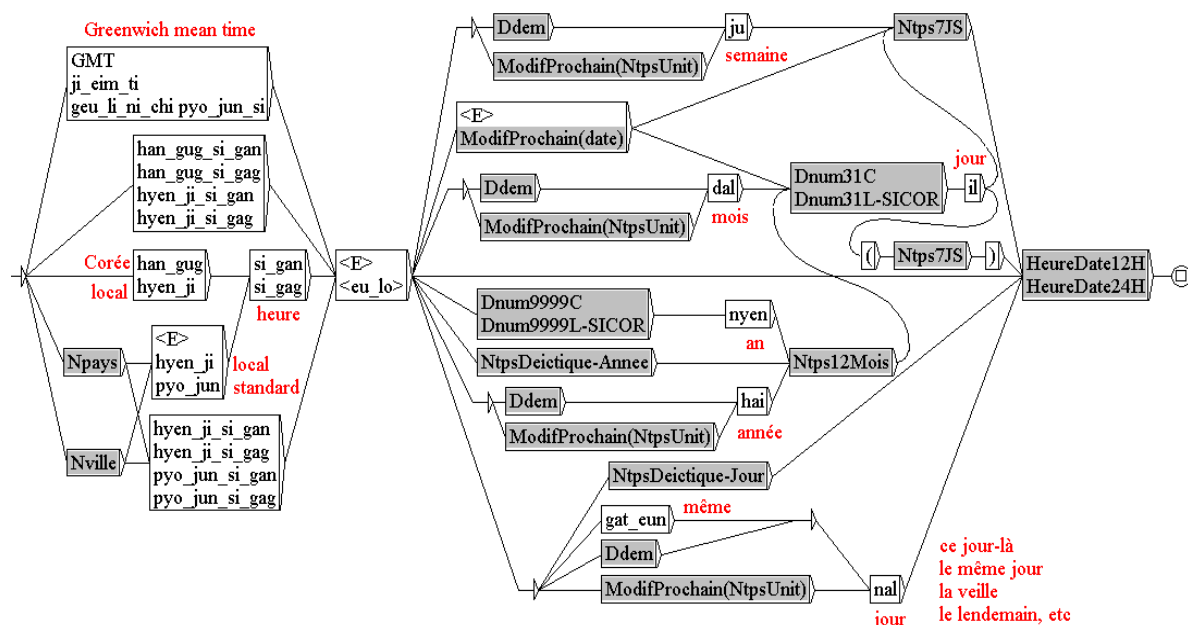 Greenwich mean time
GMT
ji_eim_ti
geu_li_ni_chi pyo_jun_si
han_gug_si_gan
han_gug_si_gag
hyen_ji_si_gan
hyen_ji_si_gag
Corée
local
han_gug
hyen_ji
si_gan
si_gag
heure
<E>
hyen_ji
pyo_jun
local
standard
Npays
Nville
hyen_ji_si_gan
hyen_ji_si_gag
pyo_jun_si_gan
pyo_jun_si_gag
<E>
<eu_lo>
Ddem
ModifProchain(NtpsUnit)
ju
semaine
Ntps7JS
<E>
ModifProchain(date)
Ddem
ModifProchain(NtpsUnit)
dal
mois
Dnum31C
Dnum31L-SICOR
jour
il
(
Ntps7JS
)
Dnum9999C
Dnum9999L-SICOR
nyen
an
NtpsDeictique-Annee
Ntps12Mois
Ddem
ModifProchain(NtpsUnit)
hai
année
NtpsDeictique-Jour
gat_eun
même
Ddem
ModifProchain(NtpsUnit)
nal
jour
ce jour-là
le même jour
la veille
le lendemain, etc
HeureDate12H
HeureDate24H